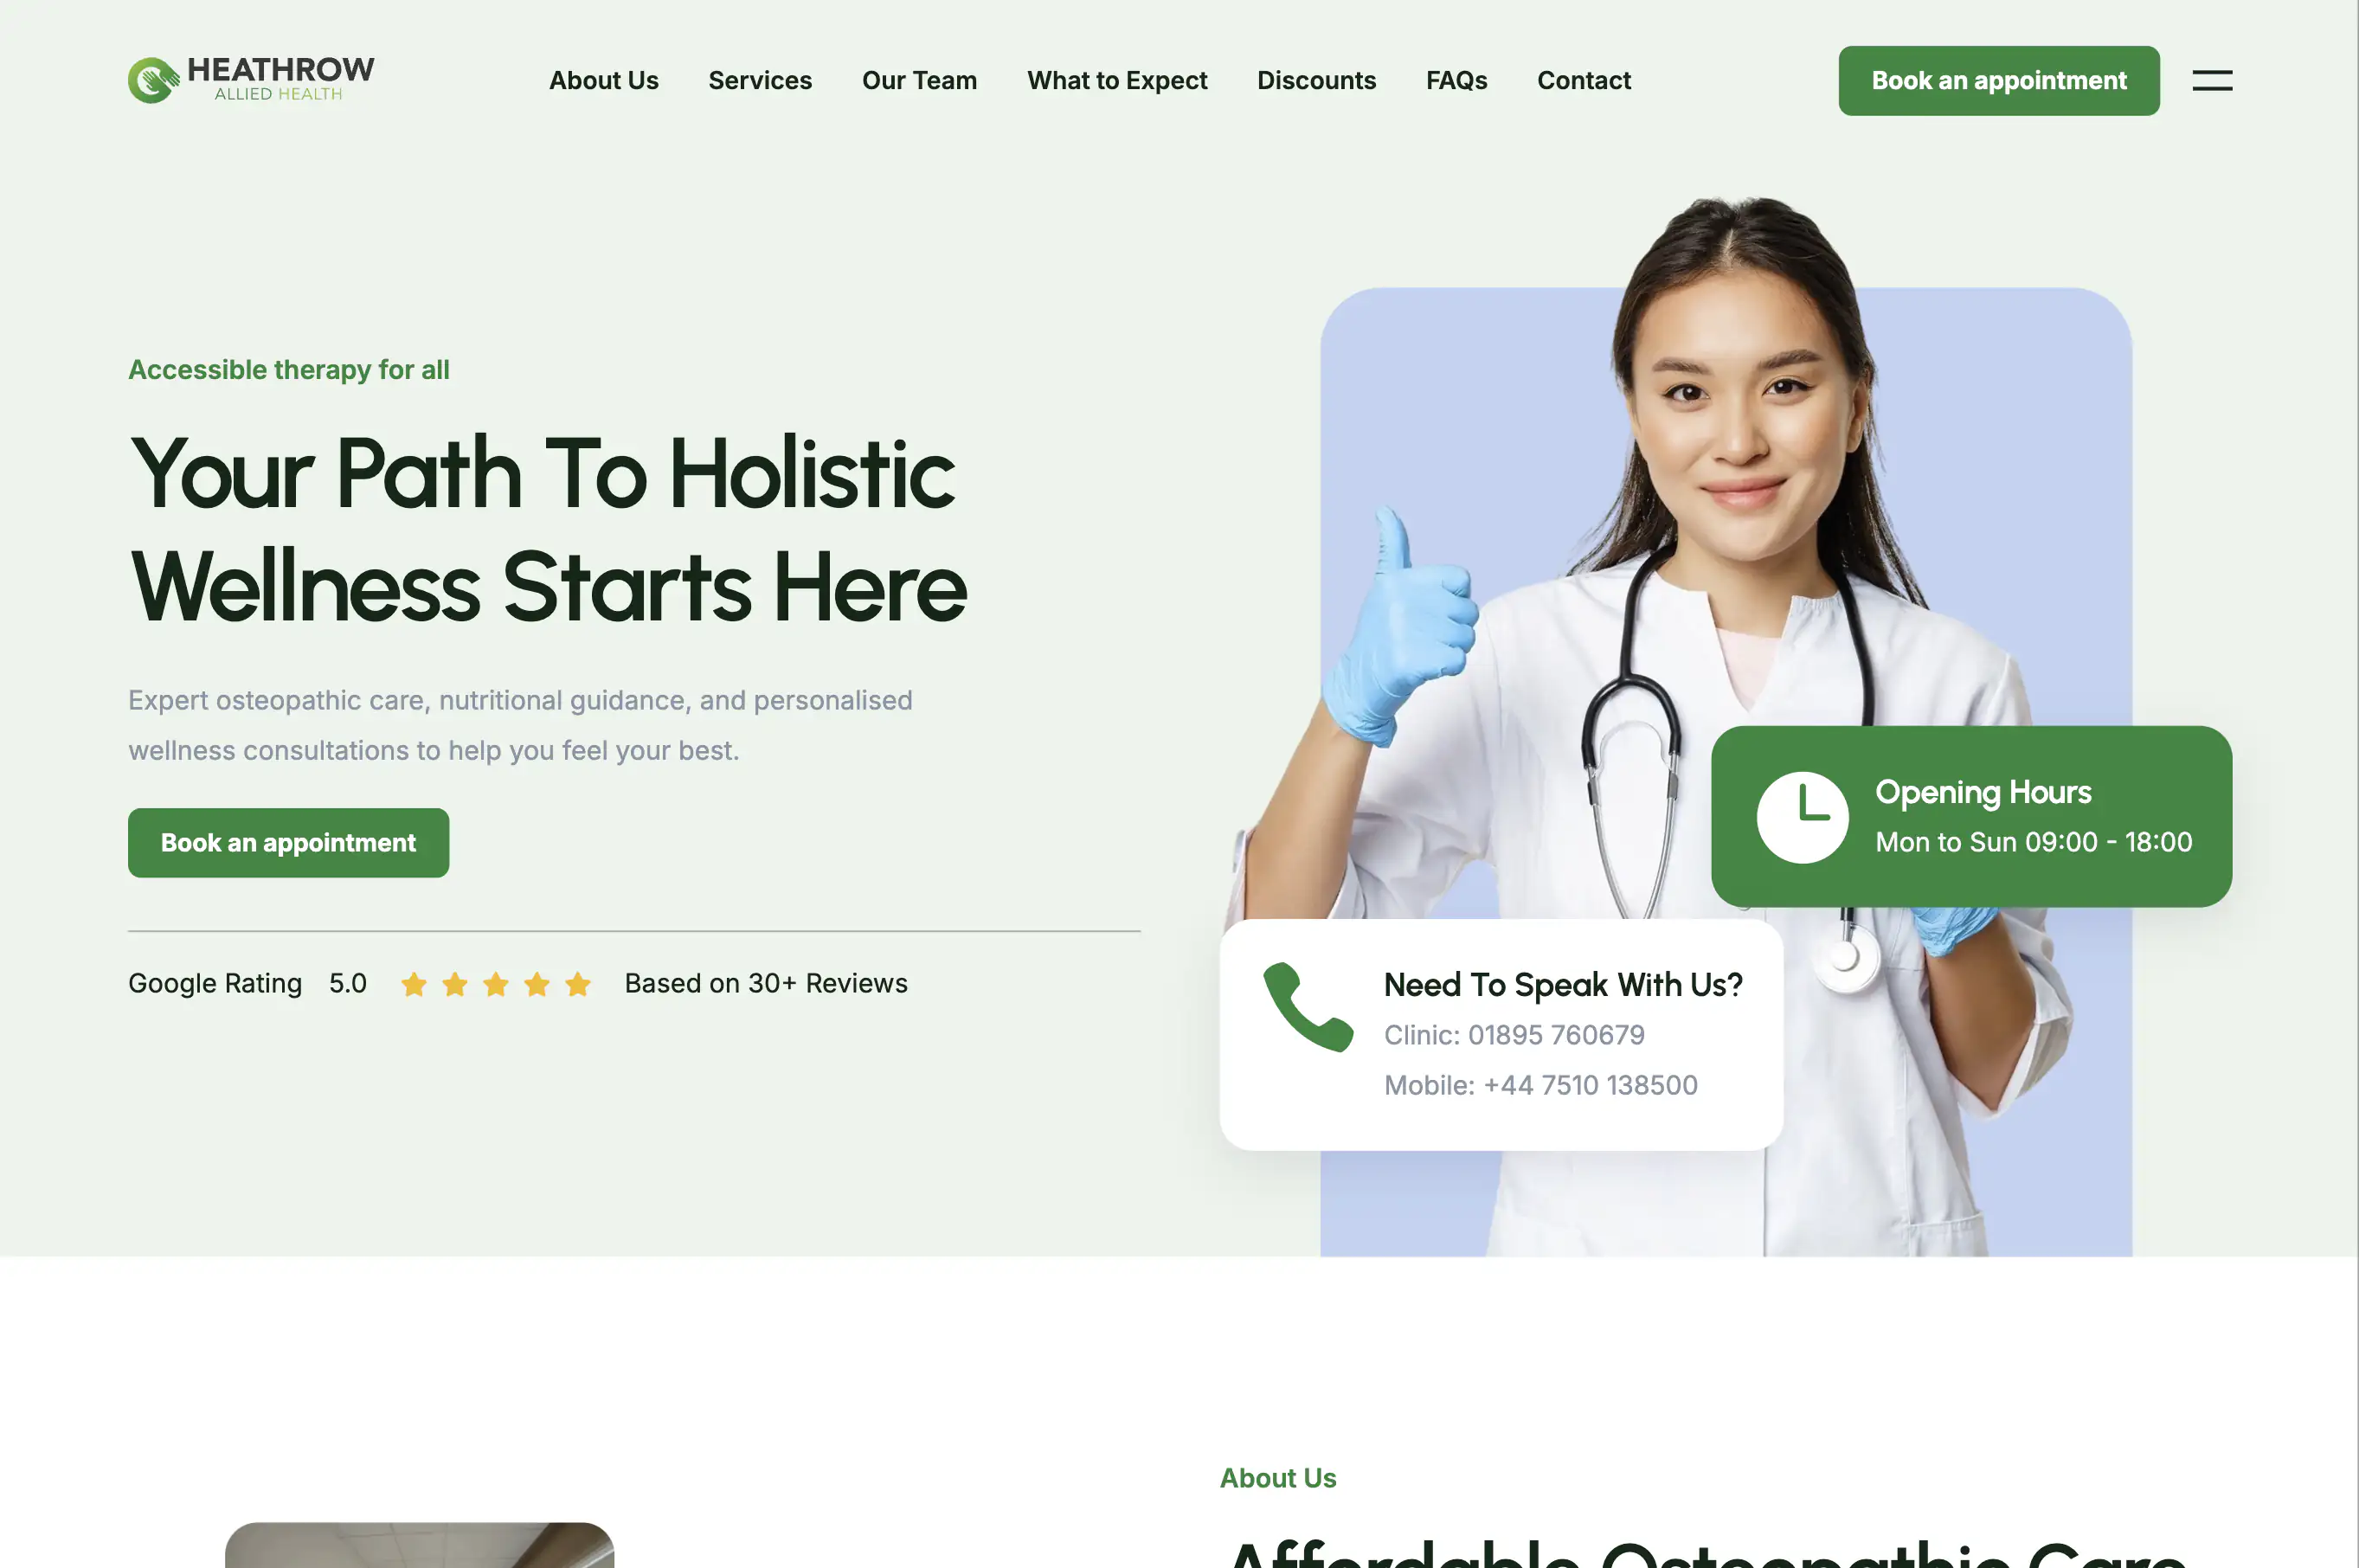 HEATHROW
ALLIED HEALTH
About Us
Services
Our Team
What to Expect
Discounts
FAQs
Contact
Book an appointment
Accessible therapy for all
Your Path To Holistic
Wellness Starts Here
Expert osteopathic care, nutritional guidance, and personalised
wellness consultations to help you feel your best.
Book an appointment
Google Rating 5.0 Based on 30+ Reviews
Opening Hours
Mon to Sun 09:00 - 18:00
Need To Speak With Us?
Clinic: 01895 760679
Mobile: +44 7510 138500
About Us
Affordable Osteopathic Care